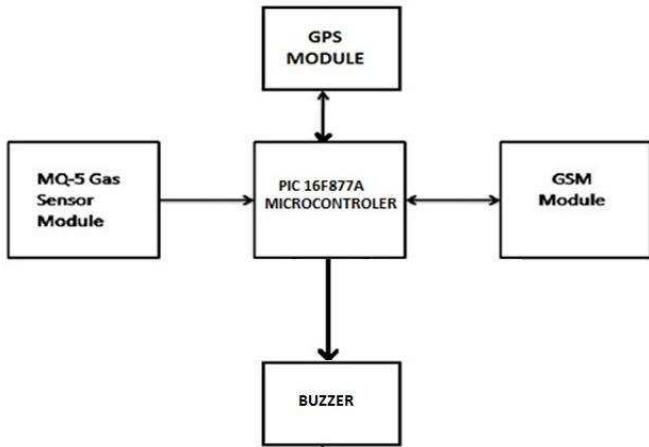 GPS
MODULE
MQ-5 Gas
Sensor
Module
PIC 16F877A
MICROCONTROLER
GSM
Module
BUZZER